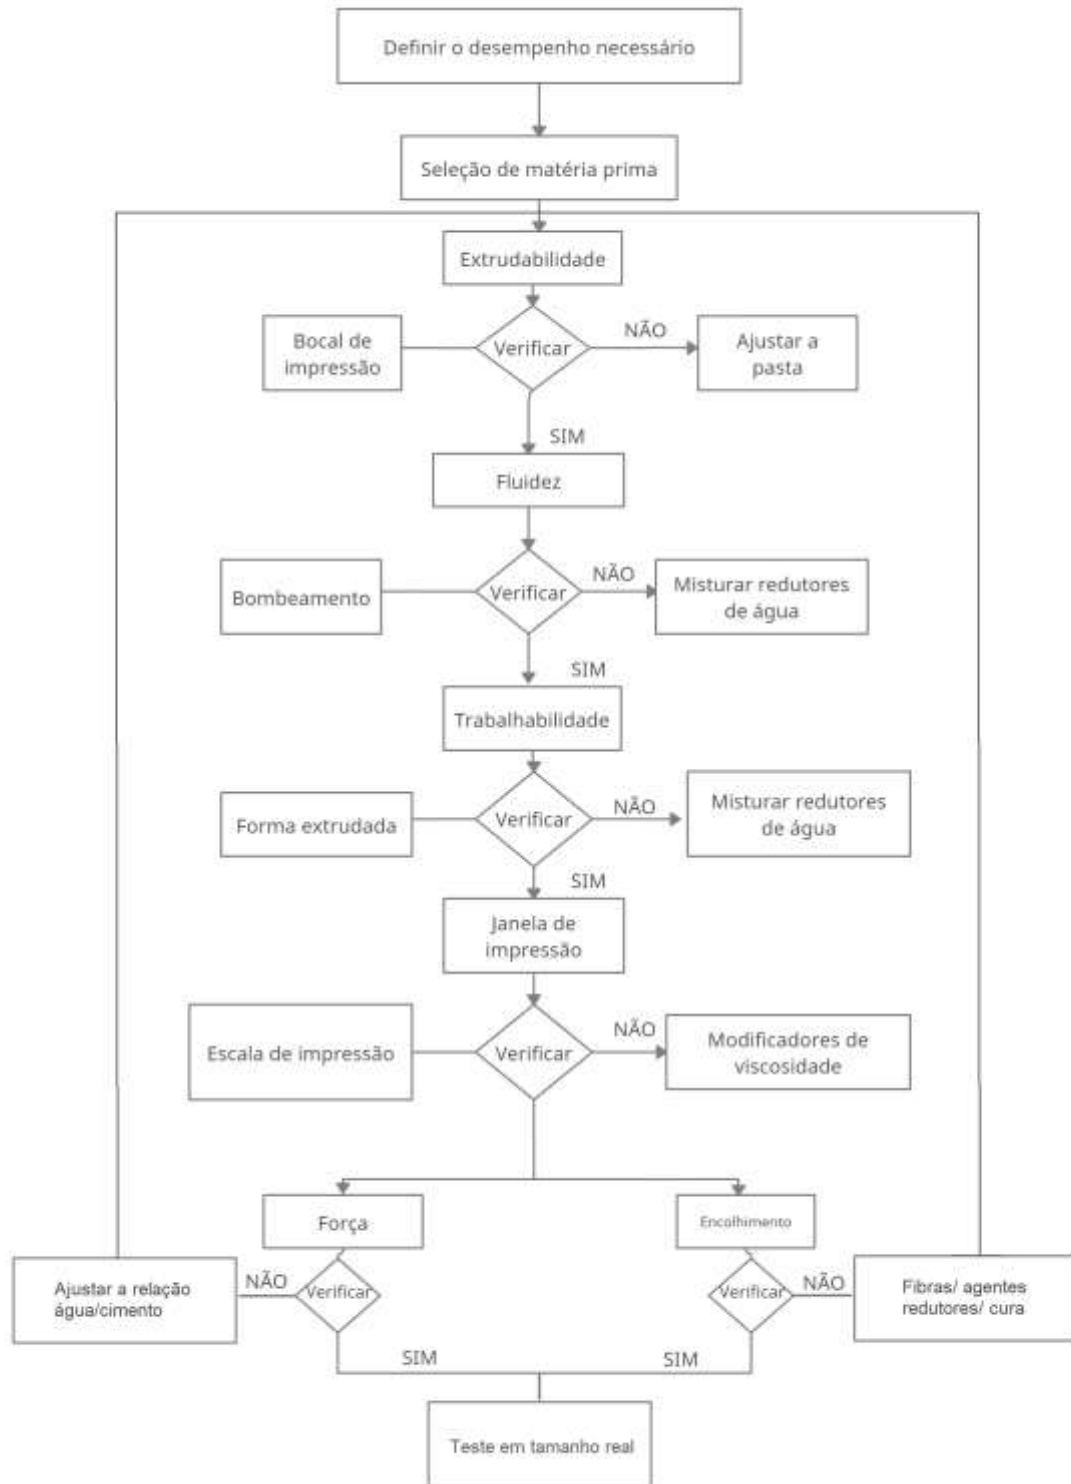 Definir o desempenho necessário
Seleção de matéria prima
Extrudabilidade
Bocal de
impressão
Verificar
NÃO
Ajustar a
pasta
SIM
Fluidez
Bombeamento
Verificar
NÃO
Misturar redutores
de água
SIM
Trabalhabilidade
Forma extrudada
Verificar
NÃO
Misturar redutores
de água
SIM
Janela de
impressão
Escala de impressão
Verificar
NÃO
Modificadores de
viscosidade
Força
Encolhimento
Ajustar a relação
água/cimento
NÃO
Verificar
Verificar
NÃO
Fibras/ agentes
redutores/ cura
SIM
SIM
Teste em tamanho real